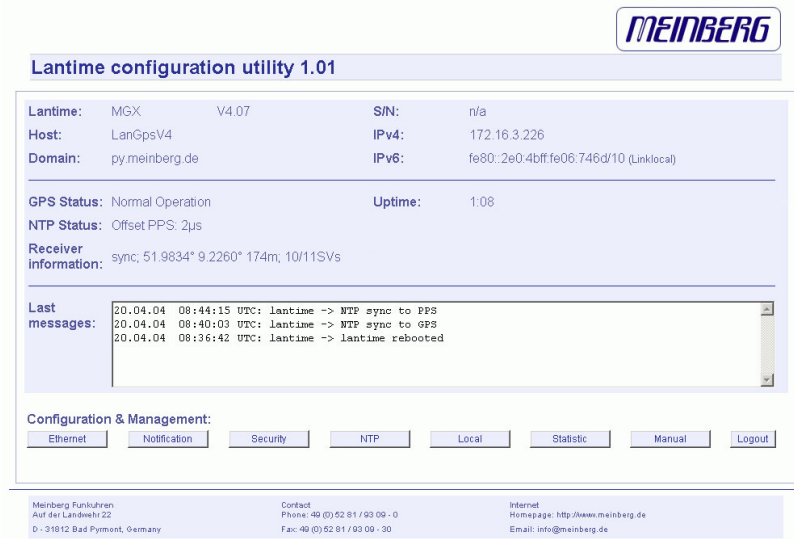 MEINBERG
Lantime configuration utility 1.01
Lantime: MGX V4.07 S/N: n/a
Host: LanGpsV4 IPv4: 172.16.3.226
Domain: py.meinberg.de IPv6: fe80::2e0:4bff:fe06:746d/10 (Linklocal)
GPS Status: Normal Operation Uptime: 1:08
NTP Status: Offset PPS: 2µs
Receiver information: sync; 51.9834° 9.2260° 174m; 10/11SVs
Last messages:
20.04.04 08:44:15 UTC: lantime -> NTP sync to PPS
20.04.04 08:40:03 UTC: lantime -> NTP sync to GPS
20.04.04 08:36:42 UTC: lantime -> lantime rebooted
Configuration & Management:
Ethernet Notification Security NTP Local Statistic Manual Logout
Meinberg Funkuhren Contact Internet
Auf der Landwehr 22 Phone: 49 (0) 52 81 / 93 09 - 0 Homepage: http://www.meinberg.de
D - 31812 Bad Pyrmont, Germany Fax: 49 (0) 52 81 / 93 09 - 30 Email: info@meinberg.de